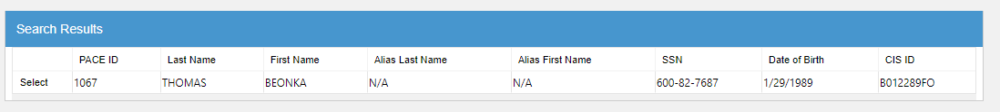 Search Results
PACE ID Last Name First Name Alias Last Name Alias First Name SSN Date of Birth CIS ID
Select 1067 THOMAS BEONKA N/A N/A 600-82-7687 1/29/1989 B012289FO